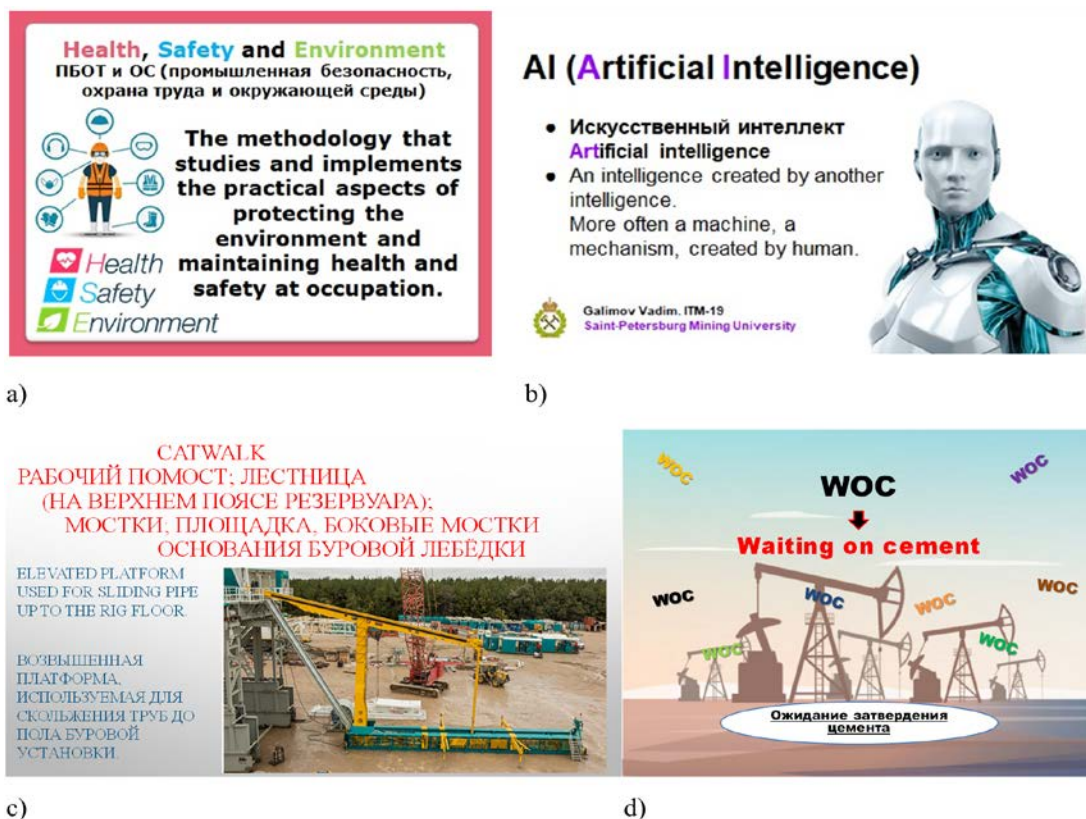 Health, Safety and Environment
ПБОТ и ОС (промышленная безопасность,
охрана труда и окружающей среды)
The methodology that
studies and implements
the practical aspects of
protecting the
environment and
maintaining health and
safety at occupation.
Health
Safety
Environment
a)
AI (Artificial Intelligence)
● Искусственный интеллект
Artificial intelligence
● An intelligence created by another
intelligence.
More often a machine, a
mechanism, created by human.
Galimov Vadim. ITM-19
Saint-Petersburg Mining University
b)
CATWALK
РАБОЧИЙ ПОМОСТ; ЛЕСТНИЦА
(НА ВЕРХНЕМ ПОЯСЕ РЕЗЕРВУАРА);
МОСТКИ; ПЛОЩАДКА, БОКОВЫЕ МОСТКИ
ОСНОВАНИЯ БУРОВОЙ ЛЕБЁДКИ
ELEVATED PLATFORM
USED FOR SLIDING PIPE
UP TO THE RIG FLOOR.
ВОЗВЫШЕННАЯ
ПЛАТФОРМА,
ИСПОЛЬЗУЕМАЯ ДЛЯ
СКОЛЬЖЕНИЯ ТРУБ ДО
ПОЛА БУРОВОЙ
УСТАНОВКИ.
c)
WOC
WOC
WOC
Waiting on cement
WOC
WOC
WOC
WOC
WOC
WOC
Ожидание затвердения
цемента
d)